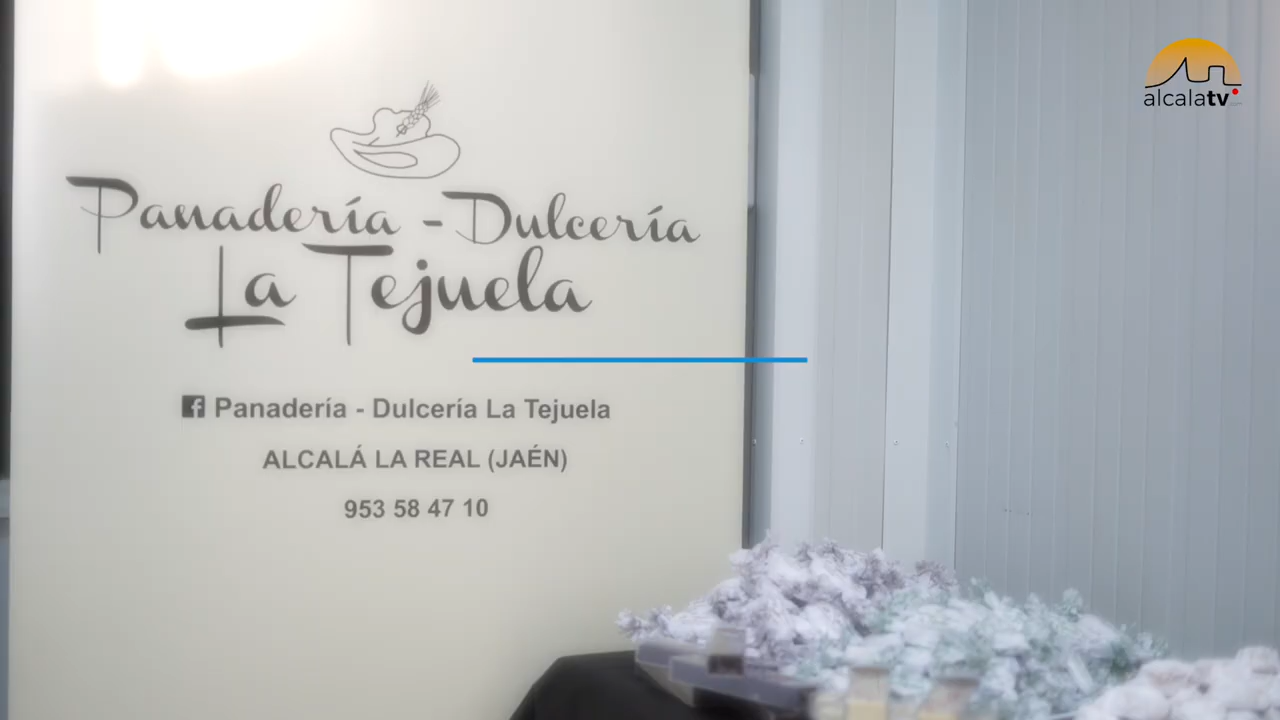 alcalatv
Panadería - Dulcería
La Tejuela
Panadería - Dulcería La Tejuela
ALCALÁ LA REAL (JAÉN)
953 58 47 10